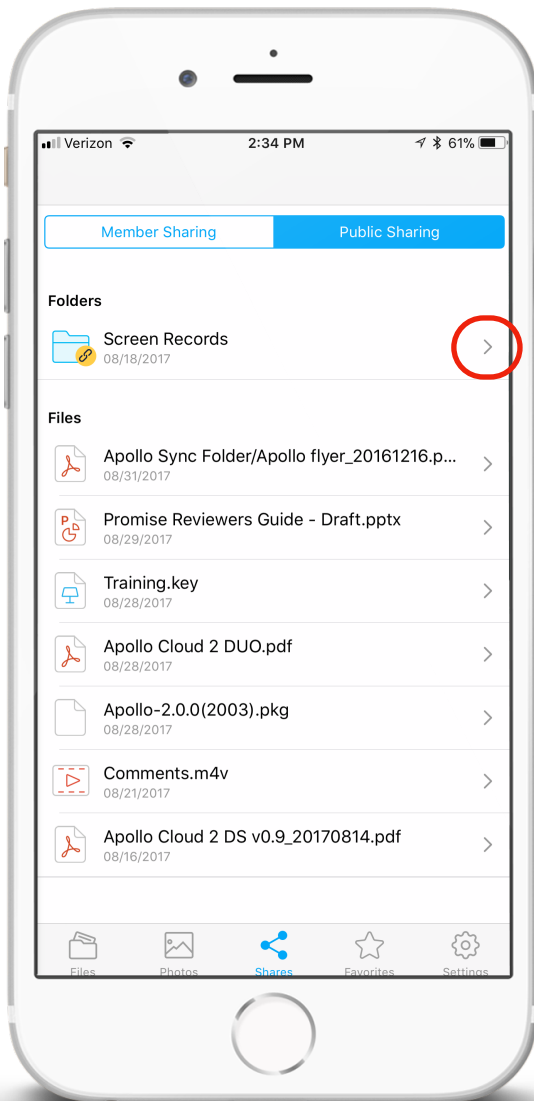 Verizon 2:34 PM 61%
Member Sharing Public Sharing
Folders
Screen Records
08/18/2017
Files
Apollo Sync Folder/Apollo flyer_20161216.p...
08/31/2017
P
Promise Reviewers Guide - Draft.pptx
08/29/2017
Training.key
08/28/2017
Apollo Cloud 2 DUO.pdf
08/28/2017
Apollo-2.0.0(2003).pkg
08/28/2017
Comments.m4v
08/21/2017
Apollo Cloud 2 DS v0.9_20170814.pdf
08/16/2017
Files Photos Shares Favorites Settings